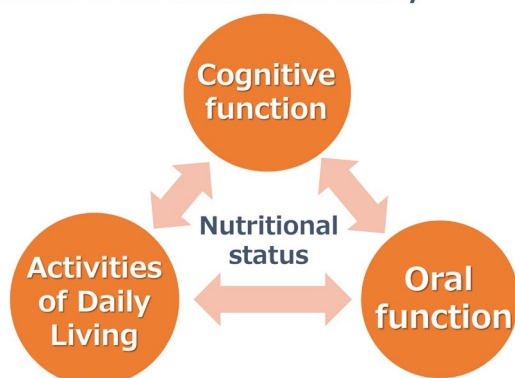 Cognitive
function
Nutritional
status
Activities
of Daily
Living
Oral
function